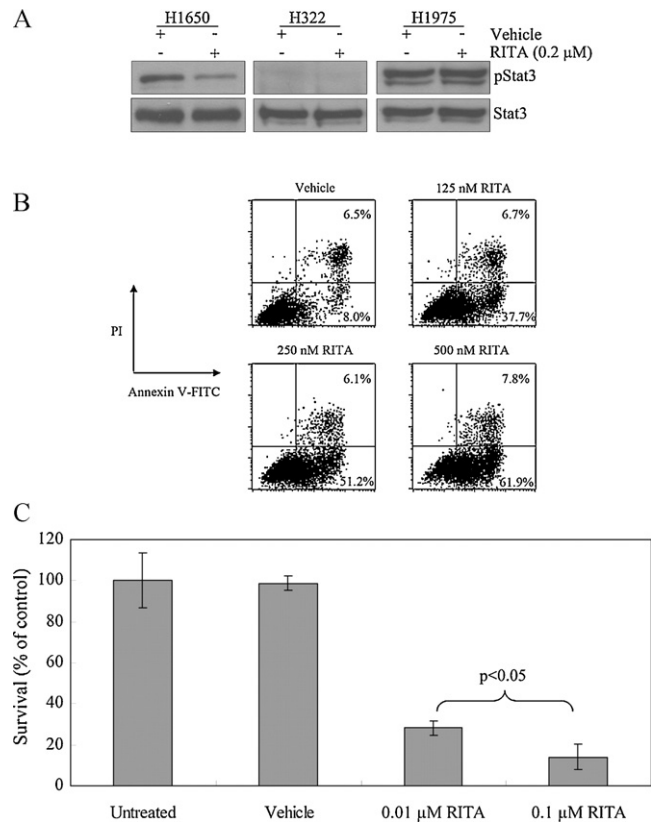 A
H1650 H322 H1975
+ - + - + - Vehicle
- + - + - + RITA (0.2 µM)
pStat3
Stat3
B
Vehicle 125 nM RITA
6.5% 6.7%
8.0% 37.7%
PI
Annexin V-FITC
250 nM RITA 500 nM RITA
6.1% 7.8%
51.2% 61.9%
C
Survival (% of control)
120
100
80
60
40
20
0
p<0.05
Untreated Vehicle 0.01 µM RITA 0.1 µM RITA